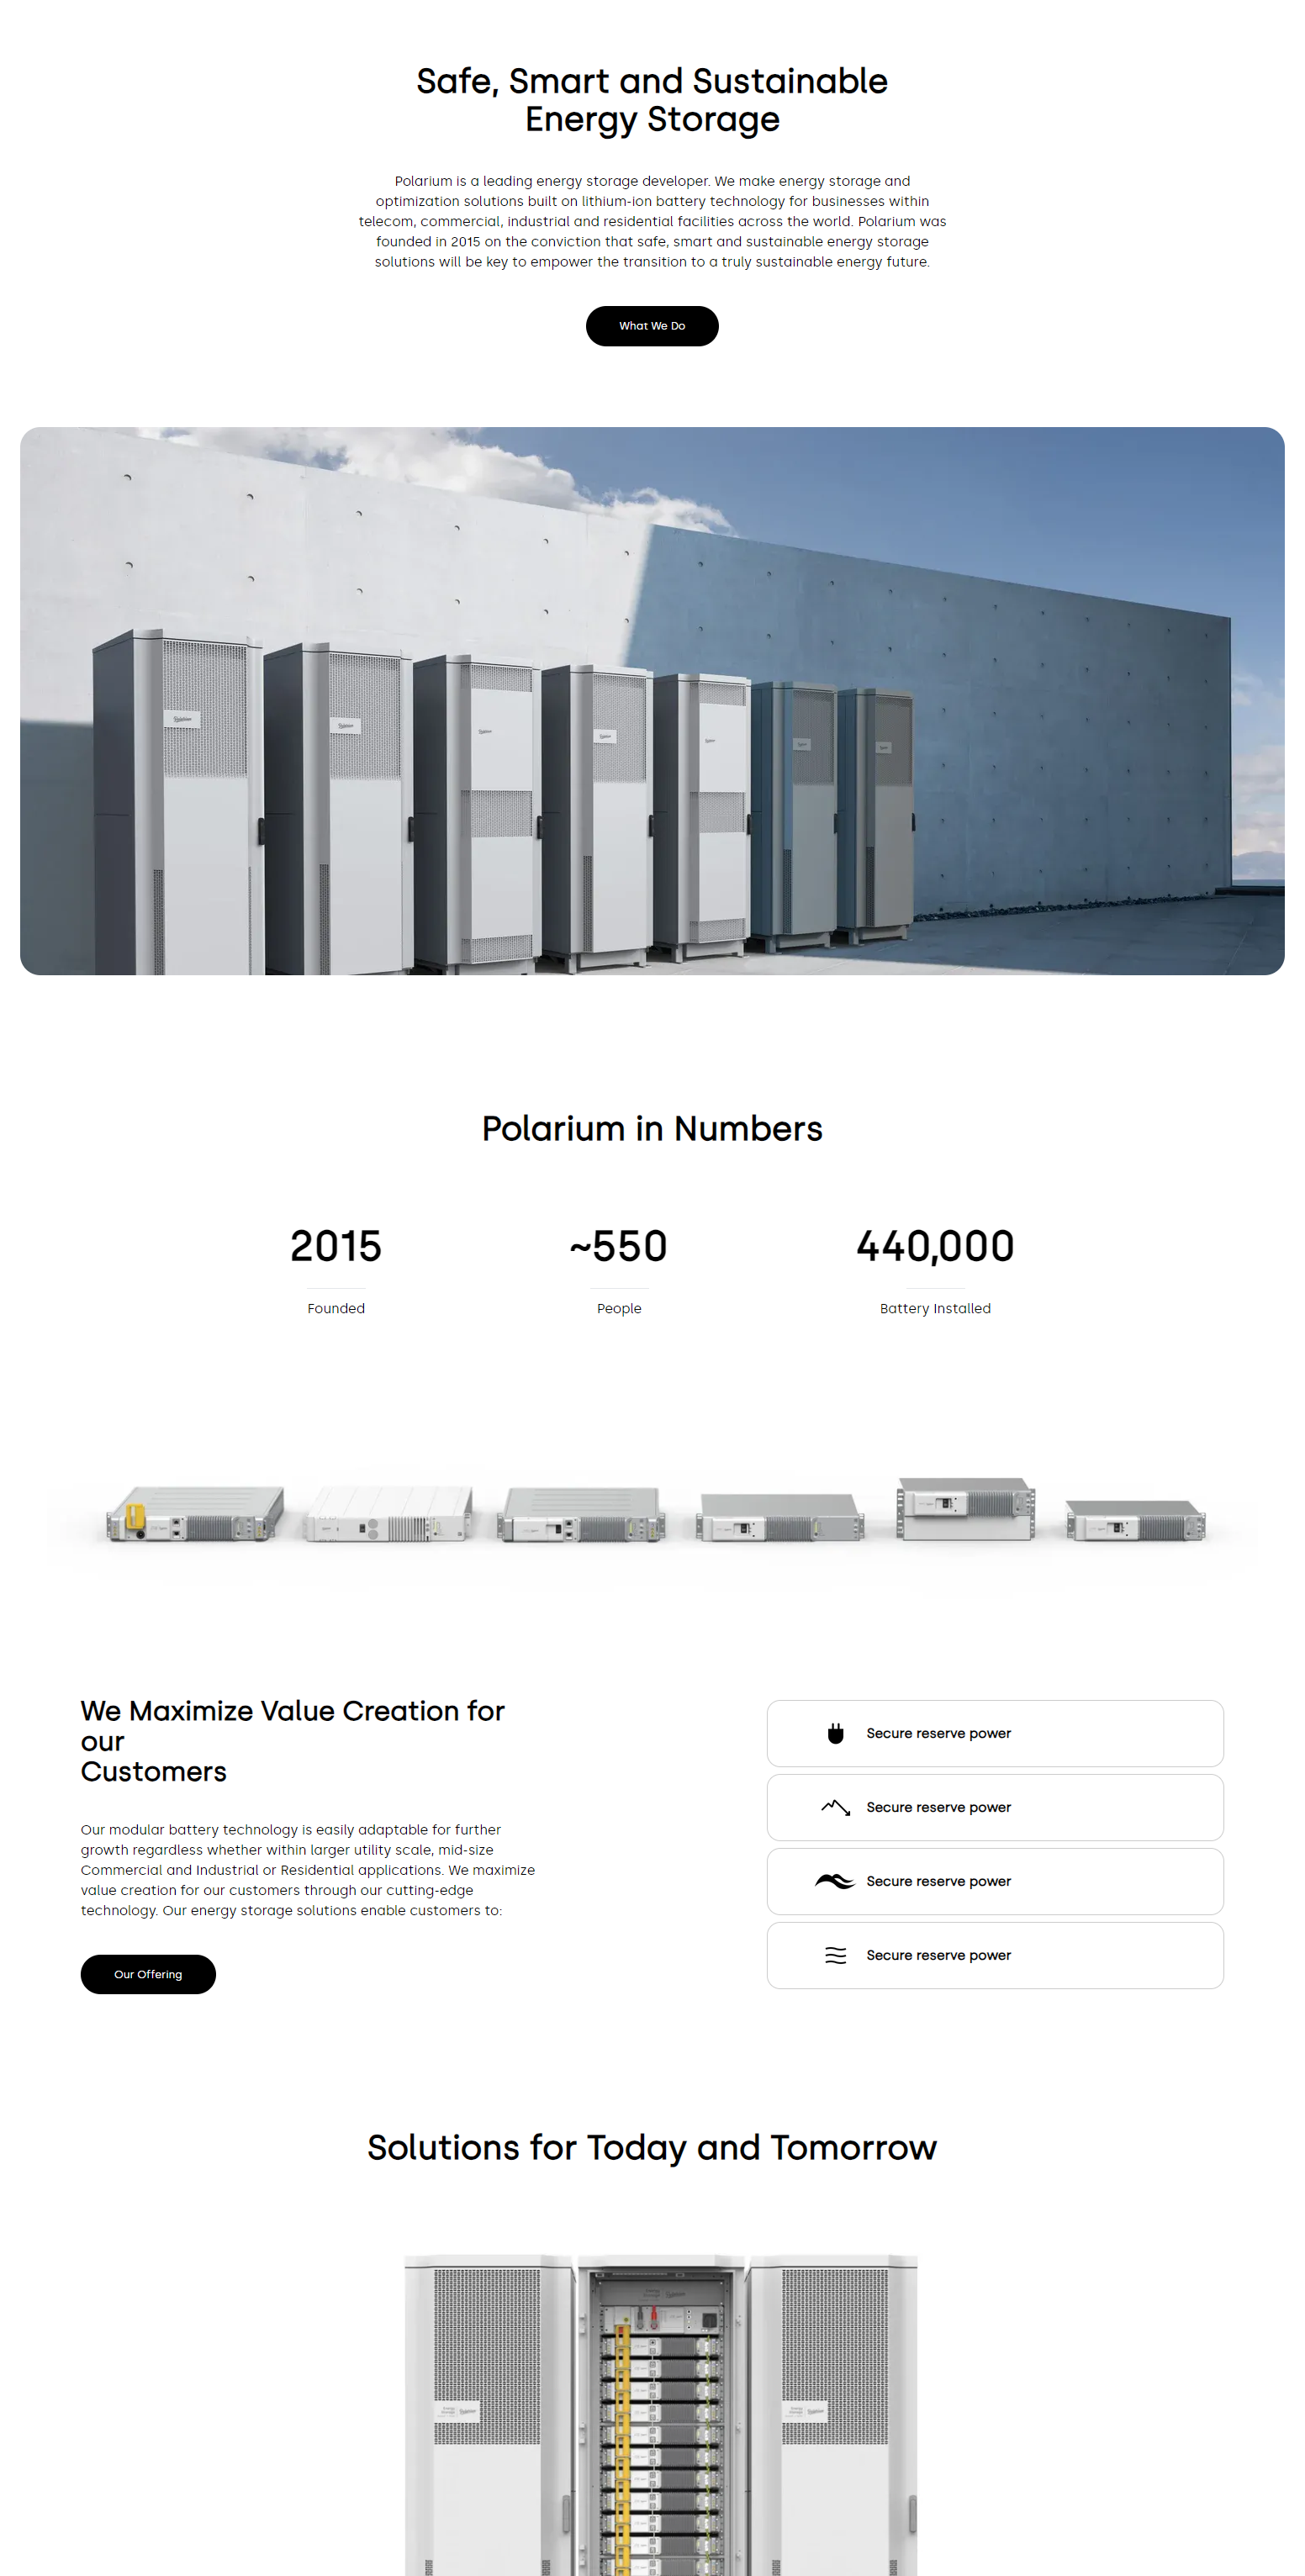 Safe, Smart and Sustainable
Energy Storage
Polarium is a leading energy storage developer. We make energy storage and
optimization solutions built on lithium-ion battery technology for businesses within
telecom, commercial, industrial and residential facilities across the world. Polarium was
founded in 2015 on the conviction that safe, smart and sustainable energy storage
solutions will be key to empower the transition to a truly sustainable energy future.
What We Do
Polarium in Numbers
2015
Founded
~550
People
440,000
Battery Installed
We Maximize Value Creation for
our
Customers
Our modular battery technology is easily adaptable for further
growth regardless whether within larger utility scale, mid-size
Commercial and Industrial or Residential applications. We maximize
value creation for our customers through our cutting-edge
technology. Our energy storage solutions enable customers to:
Our Offering
Secure reserve power
Secure reserve power
Secure reserve power
Secure reserve power
Solutions for Today and Tomorrow